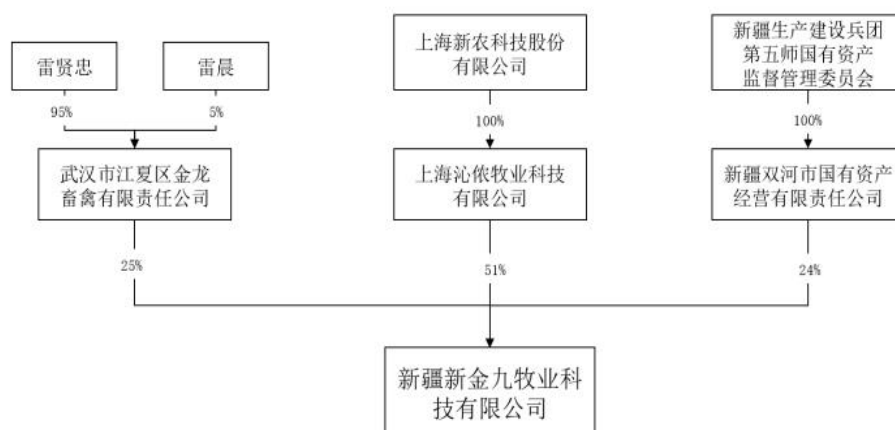 雷贤忠
雷晨
上海新农科技股份
有限公司
新疆生产建设兵团
第五师国有资产
监督管理委员会
95%
5%
100%
100%
武汉市江夏区金龙
畜禽有限责任公司
上海沁侬牧业科技
有限公司
新疆双河市国有资产
经营有限责任公司
25%
51%
24%
新疆新金九牧业科
技有限公司